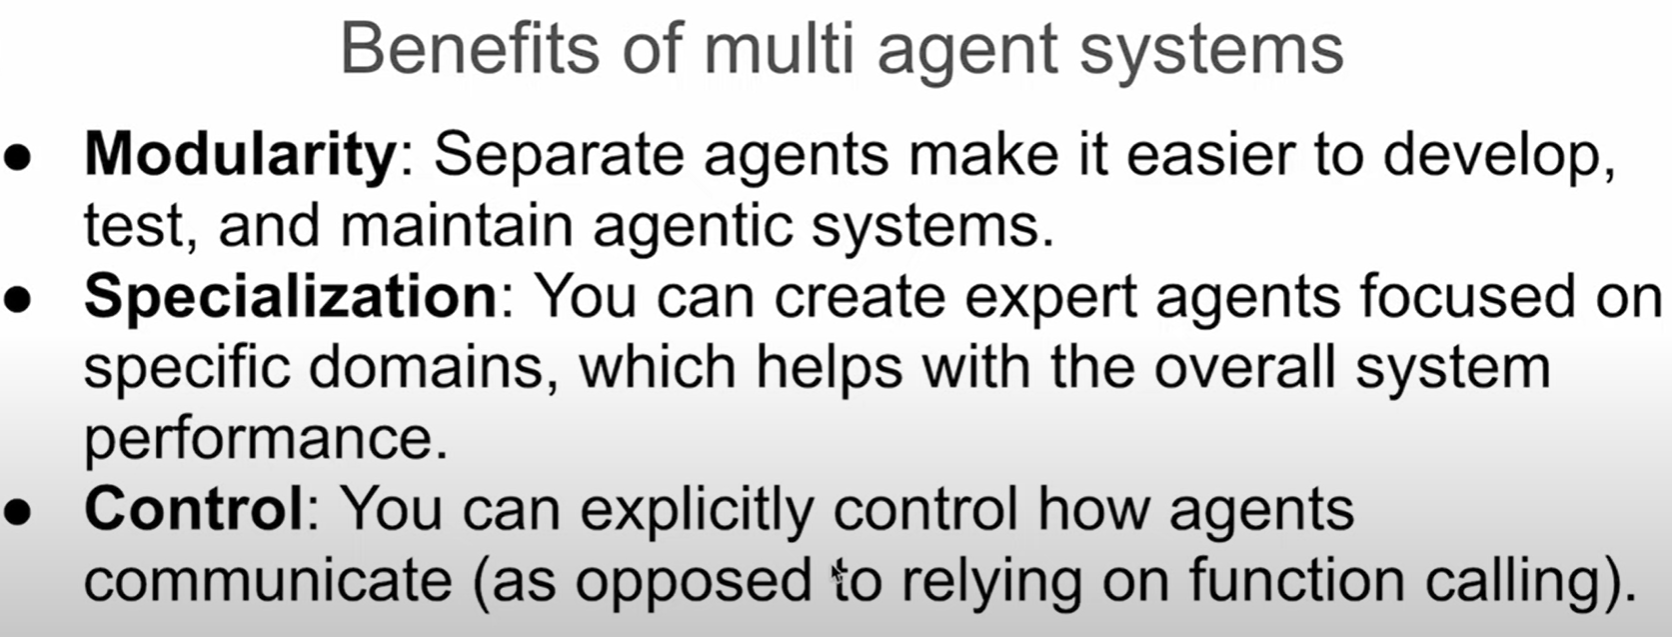 Benefits of multi agent systems
● Modularity: Separate agents make it easier to develop,
test, and maintain agentic systems.
● Specialization: You can create expert agents focused on
specific domains, which helps with the overall system
performance.
● Control: You can explicitly control how agents
communicate (as opposed to relying on function calling).